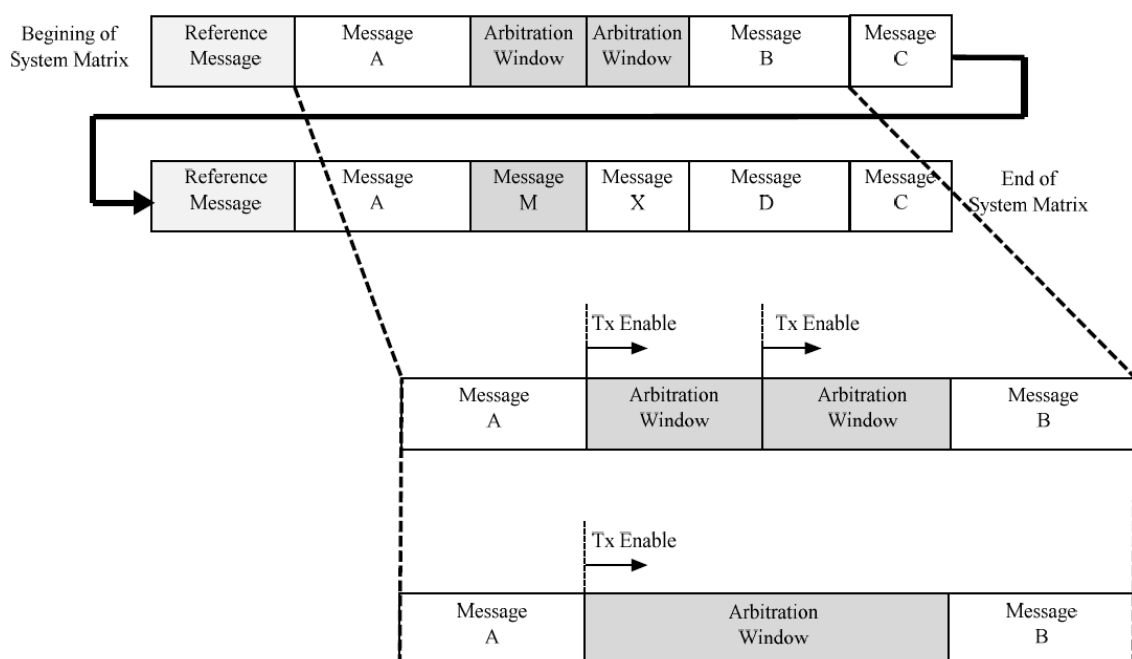 Begining of
System Matrix
Reference
Message
Message
A
Arbitration
Window
Arbitration
Window
Message
B
Message
C
Reference
Message
Message
A
Message
M
Message
X
Message
D
Message
C
End of
System Matrix
Tx Enable
Tx Enable
Message
A
Arbitration
Window
Arbitration
Window
Message
B
Tx Enable
Message
A
Arbitration
Window
Message
B